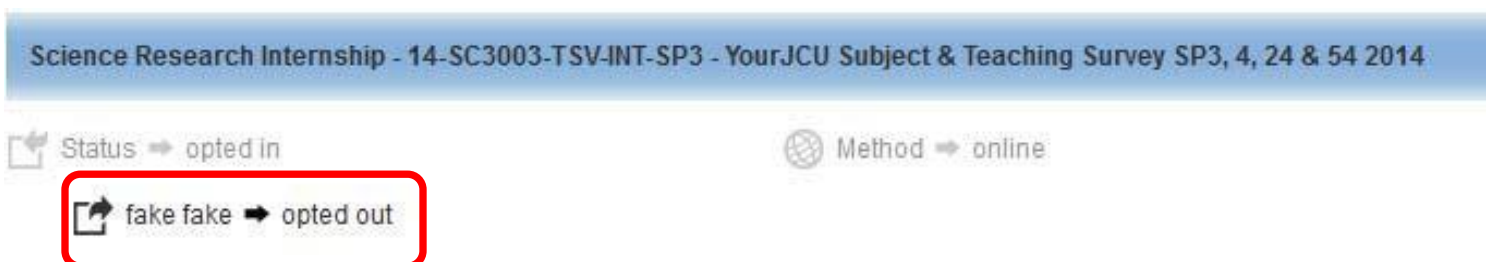 Science Research Internship - 14-SC3003-TSV-INT-SP3 - YourJCU Subject & Teaching Survey SP3, 4, 24 & 54 2014
Status ➡ opted in Method ➡ online
fake fake ➡ opted out